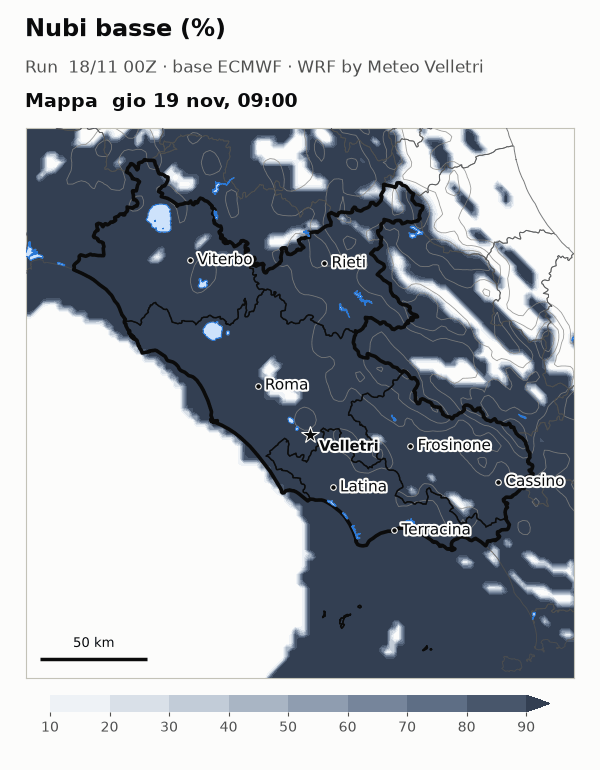 Nubi basse (%)
Run  18/11 00Z · base ECMWF · WRF by Meteo Velletri
Mappa  gio 19 nov, 09:00
Viterbo
Rieti
Roma
Velletri
Frosinone
Cassino
Latina
Terracina
50 km
10 20 30 40 50 60 70 80 90